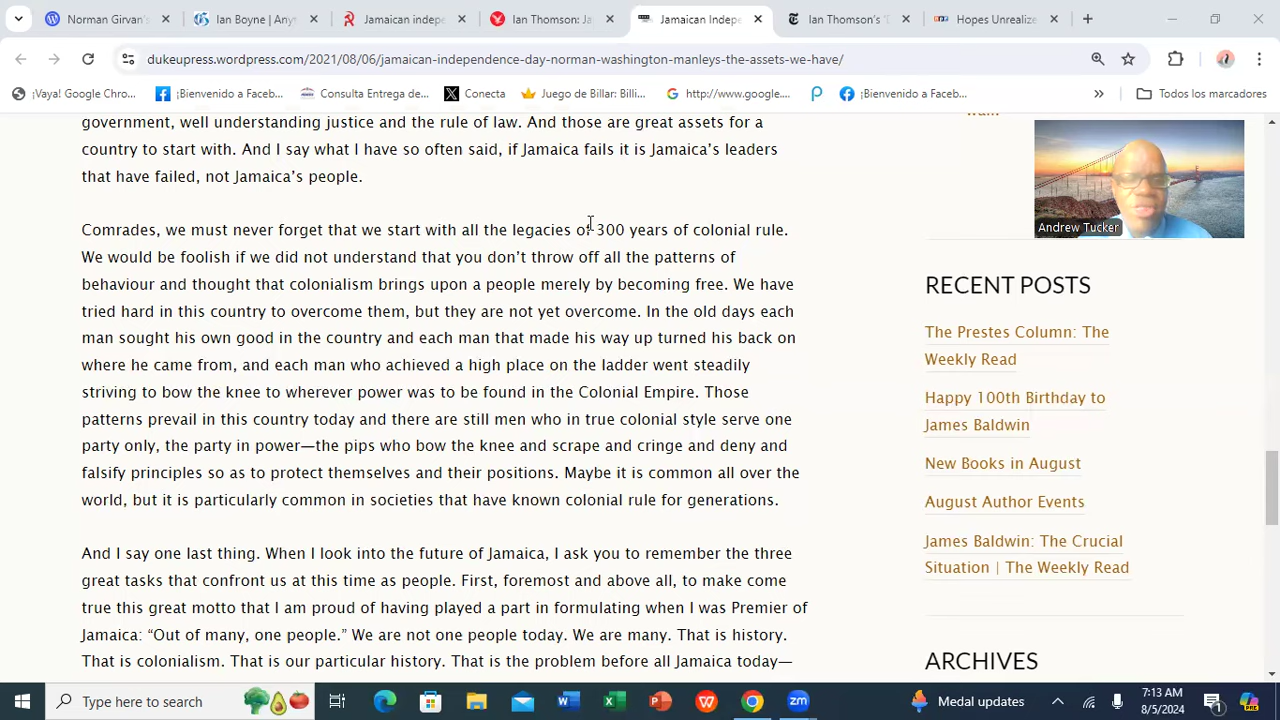 Norman Girvan's
Ian Boyne | Any
Jamaican indepe
Ian Thomson: Ja
Jamaican Indep
Ian Thomson's "D
Hopes Unrealize
dukeupress.wordpress.com/2021/08/06/jamaican-independence-day-norman-washington-manleys-the-assets-we-have/
¡Vaya! Google Chro...
¡Bienvenido a Faceb...
Consulta Entrega de...
Conecta
Juego de Billar: Billi...
http://www.google....
¡Bienvenido a Faceb...
Todos los marcadores
government, well understanding justice and the rule of law. And those are great assets for a
country to start with. And I say what I have so often said, if Jamaica fails it is Jamaica's leaders
that have failed, not Jamaica's people.
Comrades, we must never forget that we start with all the legacies of 300 years of colonial rule.
We would be foolish if we did not understand that you don't throw off all the patterns of
behaviour and thought that colonialism brings upon a people merely by becoming free. We have
tried hard in this country to overcome them, but they are not yet overcome. In the old days each
man sought his own good in the country and each man that made his way up turned his back on
where he came from, and each man who achieved a high place on the ladder went steadily
striving to bow the knee to wherever power was to be found in the Colonial Empire. Those
patterns prevail in this country today and there are still men who in true colonial style serve one
party only, the party in power—the pips who bow the knee and scrape and cringe and deny and
falsify principles so as to protect themselves and their positions. Maybe it is common all over the
world, but it is particularly common in societies that have known colonial rule for generations.
And I say one last thing. When I look into the future of Jamaica, I ask you to remember the three
great tasks that confront us at this time as people. First, foremost and above all, to make come
true this great motto that I am proud of having played a part in formulating when I was Premier of
Jamaica: “Out of many, one people.” We are not one people today. We are many. That is history.
That is colonialism. That is our particular history. That is the problem before all Jamaica today—
Andrew Tucker
RECENT POSTS
The Prestes Column: The
Weekly Read
Happy 100th Birthday to
James Baldwin
New Books in August
August Author Events
James Baldwin: The Crucial
Situation | The Weekly Read
ARCHIVES
Type here to search
Medal updates
7:13 AM
8/5/2024